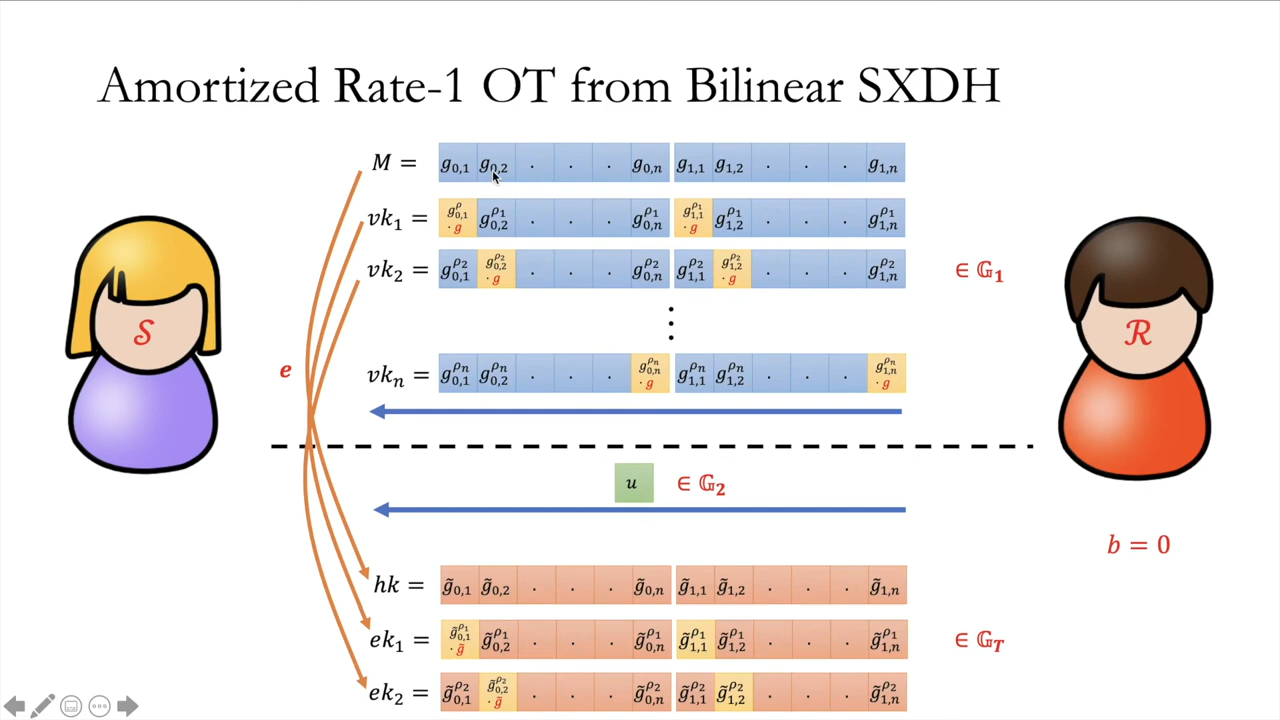 Amortized Rate-1 OT from Bilinear SXDH
M = g₀,₁ g₀,₂ . . . g₀,ₙ g₁,₁ g₁,₂ . . . g₁,ₙ
vk₁ = g₀,₁^ρ · g g₀,₂^ρ₁ . . . g₀,ₙ^ρ₁ g₁,₁^ρ₁ · g g₁,₂^ρ₁ . . . g₁,ₙ^ρ₁
vk₂ = g₀,₁^ρ₂ g₀,₂^ρ₂ · g . . . g₀,ₙ^ρ₂ g₁,₁^ρ₂ g₁,₂^ρ₂ · g . . . g₁,ₙ^ρ₂ ∈ 𝔾₁
⋮
S
R
e
vkₙ = g₀,₁^ρₙ g₀,₂^ρₙ . . . g₀,ₙ^ρₙ · g g₁,₁^ρₙ g₁,₂^ρₙ . . . g₁,ₙ^ρₙ · g
u ∈ 𝔾₂
b = 0
hk = g̃₀,₁ g̃₀,₂ . . . g̃₀,ₙ g̃₁,₁ g̃₁,₂ . . . g̃₁,ₙ
ek₁ = g̃₀,₁^ρ₁ · g̃ g̃₀,₂^ρ₁ . . . g̃₀,ₙ^ρ₁ g̃₁,₁^ρ₁ g̃₁,₂^ρ₁ . . . g̃₁,ₙ^ρ₁ ∈ 𝔾_T
ek₂ = g̃₀,₁^ρ₂ g̃₀,₂^ρ₂ · g̃ . . . g̃₀,ₙ^ρ₂ g̃₁,₁^ρ₂ g̃₁,₂^ρ₂ . . . g̃₁,ₙ^ρ₂